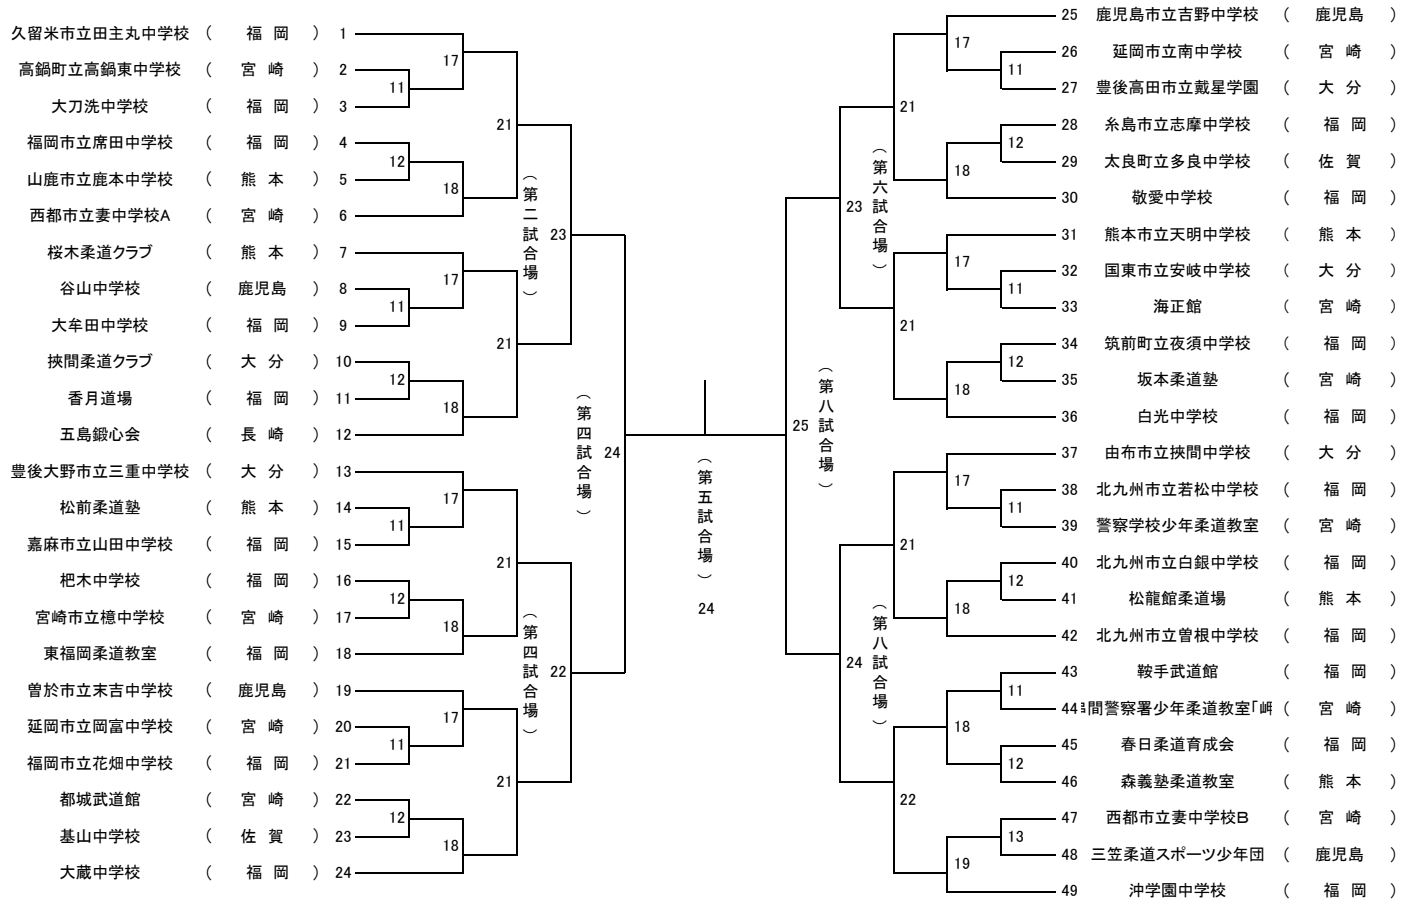 久留米市立田主丸中学校 （ 福岡 ） 1
高鍋町立高鍋東中学校 （ 宮崎 ） 2
大刀洗中学校 （ 福岡 ） 3
福岡市立席田中学校 （ 福岡 ） 4
山鹿市立鹿本中学校 （ 熊本 ） 5
西都市立妻中学校A （ 宮崎 ） 6
桜木柔道クラブ （ 熊本 ） 7
谷山中学校 （ 鹿児島 ） 8
大牟田中学校 （ 福岡 ） 9
挾間柔道クラブ （ 大分 ） 10
香月道場 （ 福岡 ） 11
五島鍛心会 （ 長崎 ） 12
豊後大野市立三重中学校 （ 大分 ） 13
松前柔道塾 （ 熊本 ） 14
嘉麻市立山田中学校 （ 福岡 ） 15
杷木中学校 （ 福岡 ） 16
宮崎市立檍中学校 （ 宮崎 ） 17
東福岡柔道教室 （ 福岡 ） 18
曽於市立末吉中学校 （ 鹿児島 ） 19
延岡市立岡富中学校 （ 宮崎 ） 20
福岡市立花畑中学校 （ 福岡 ） 21
都城武道館 （ 宮崎 ） 22
基山中学校 （ 佐賀 ） 23
大蔵中学校 （ 福岡 ） 24
11
12
11
12
11
12
11
12
17
18
17
18
17
18
17
18
21
21
21
21
（第二試合場）
23
（第四試合場）
22
（第四試合場）
24
（第五試合場）
24
25
（第八試合場）
23
（第六試合場）
24
（第八試合場）
21
21
21
22
17
18
17
18
17
18
18
19
11
12
11
12
11
12
11
12
13
25 鹿児島市立吉野中学校 （ 鹿児島 ）
26 延岡市立南中学校 （ 宮崎 ）
27 豊後高田市立戴星学園 （ 大分 ）
28 糸島市立志摩中学校 （ 福岡 ）
29 太良町立多良中学校 （ 佐賀 ）
30 敬愛中学校 （ 福岡 ）
31 熊本市立天明中学校 （ 熊本 ）
32 国東市立安岐中学校 （ 大分 ）
33 海正館 （ 宮崎 ）
34 筑前町立夜須中学校 （ 福岡 ）
35 坂本柔道塾 （ 宮崎 ）
36 白光中学校 （ 福岡 ）
37 由布市立挾間中学校 （ 大分 ）
38 北九州市立若松中学校 （ 福岡 ）
39 警察学校少年柔道教室 （ 宮崎 ）
40 北九州市立白銀中学校 （ 福岡 ）
41 松龍館柔道場 （ 熊本 ）
42 北九州市立曽根中学校 （ 福岡 ）
43 鞍手武道館 （ 福岡 ）
44 間警察署少年柔道教室「岬 （ 宮崎 ）
45 春日柔道育成会 （ 福岡 ）
46 森義塾柔道教室 （ 熊本 ）
47 西都市立妻中学校B （ 宮崎 ）
48 三笠柔道スポーツ少年団 （ 鹿児島 ）
49 沖学園中学校 （ 福岡 ）